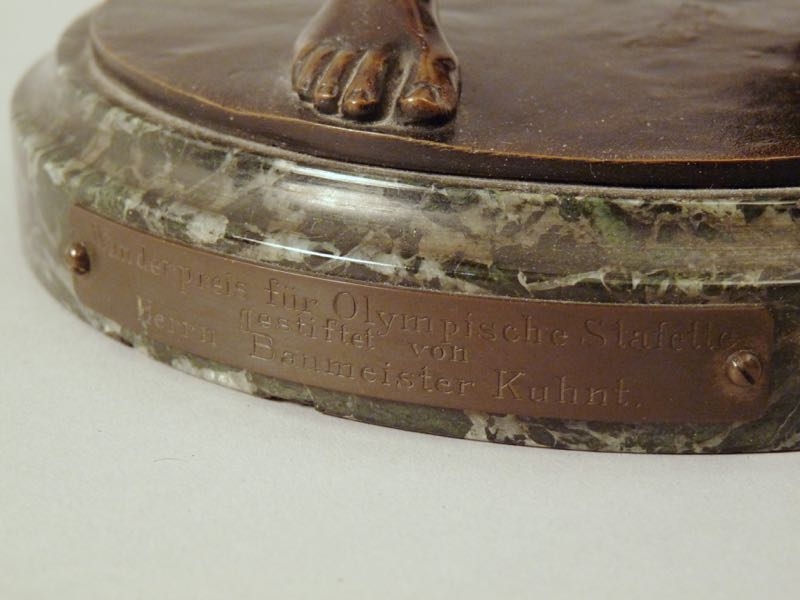 Wanderpreis für Olympische Stafette
gestiftet von
Herrn Baumeister Kuhnt.